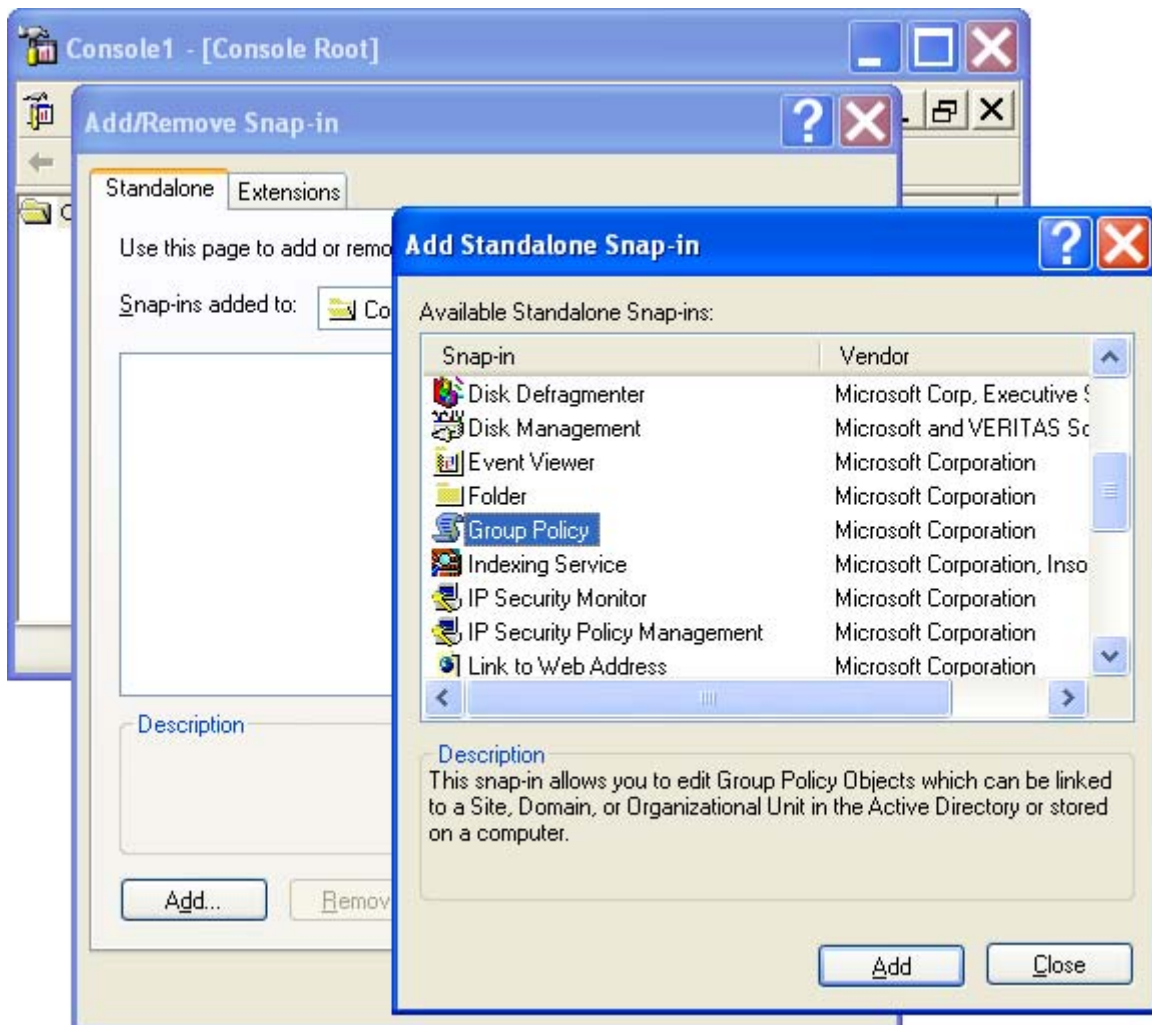 Console1 - [Console Root]
Add/Remove Snap-in
Standalone
Extensions
Use this page to add or remo
Snap-ins added to:
Co
Add Standalone Snap-in
Available Standalone Snap-ins:
Snap-in Vendor
Disk Defragmenter Microsoft Corp, Executive S
Disk Management Microsoft and VERITAS So
Event Viewer Microsoft Corporation
Folder Microsoft Corporation
Group Policy Microsoft Corporation
Indexing Service Microsoft Corporation, Inso
IP Security Monitor Microsoft Corporation
IP Security Policy Management Microsoft Corporation
Link to Web Address Microsoft Corporation
Description
This snap-in allows you to edit Group Policy Objects which can be linked
to a Site, Domain, or Organizational Unit in the Active Directory or stored
on a computer.
Add
Close
Description
Add...
Remov